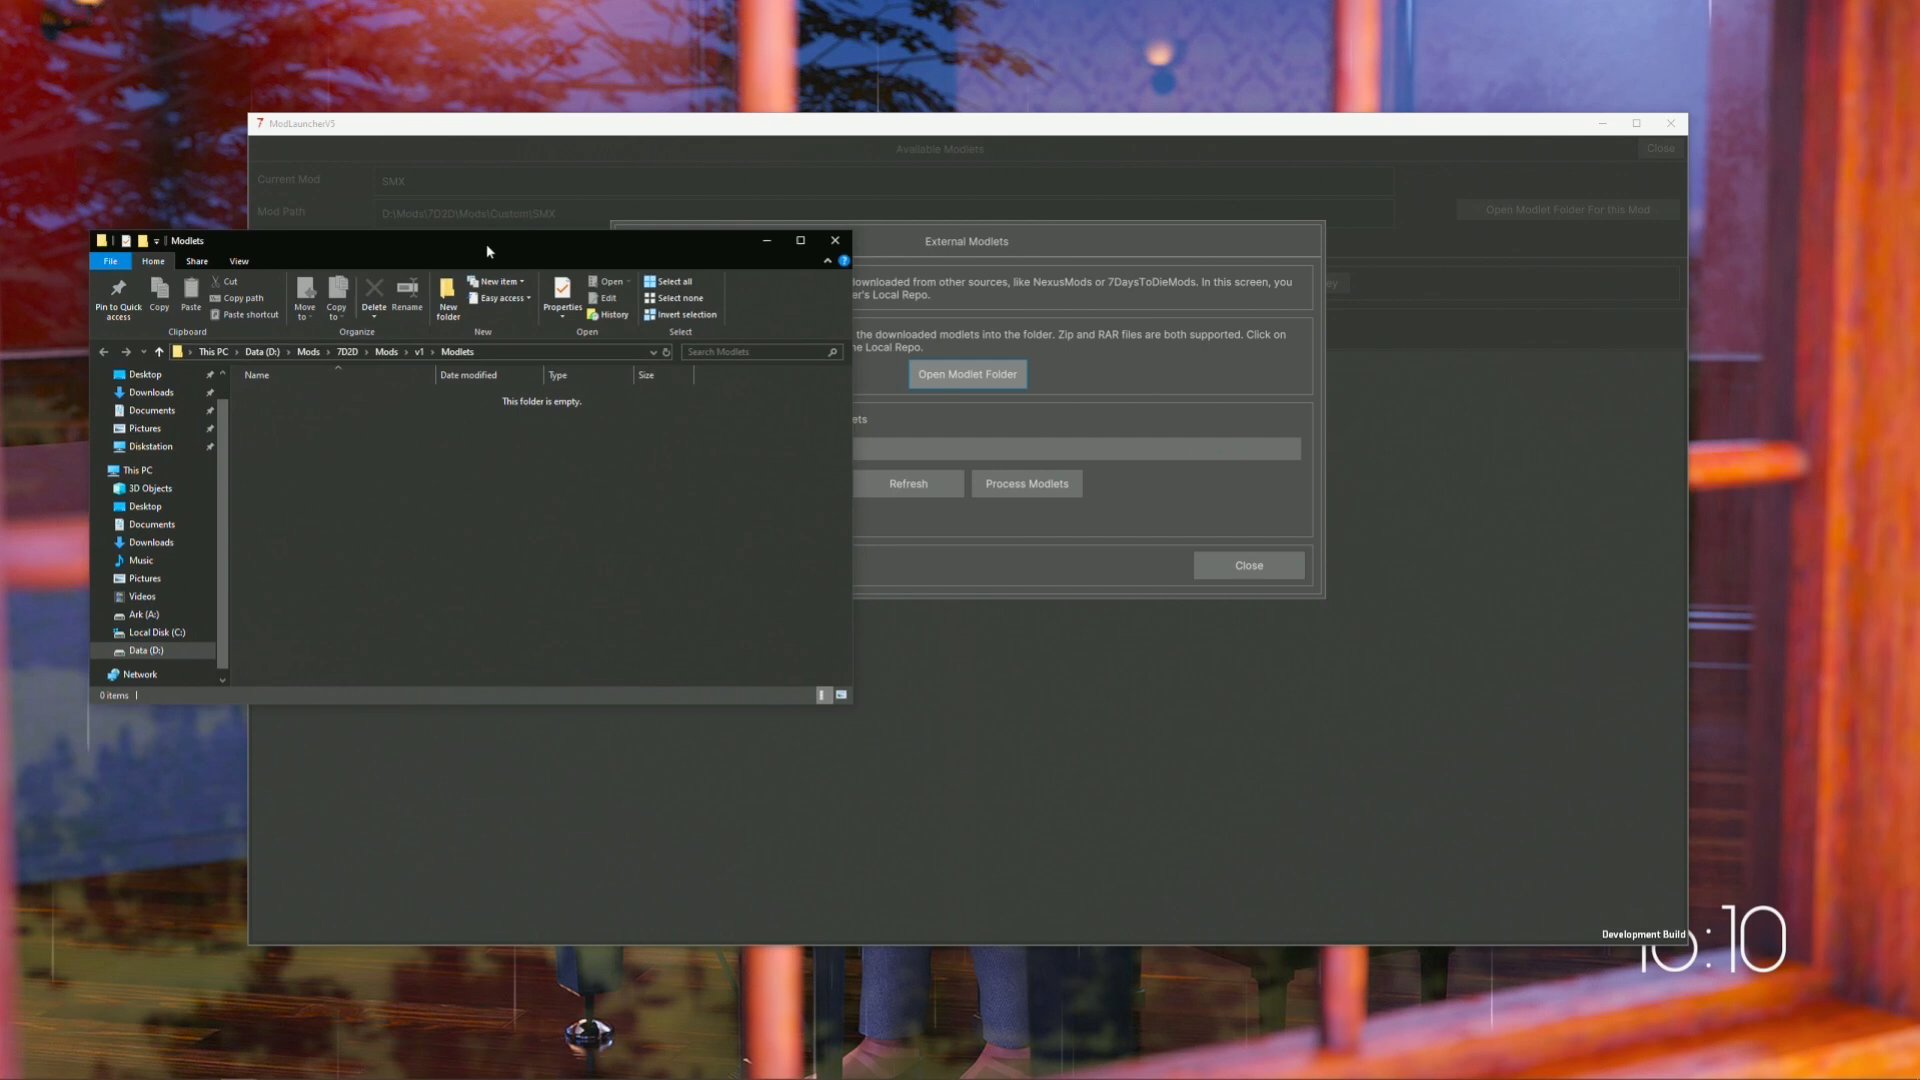 7 ModLauncherV5
Available Modlets
Close
Current Mod
SMX
Mod Path
D:\Mods\7D2D\Mods\Custom\SMX
Open Modlet Folder For this Mod
External Modlets
ownloaded from other sources, like NexusMods or 7DaysToDieMods. In this screen, you
er's Local Repo.
the downloaded modlets into the folder. Zip and RAR files are both supported. Click on
e Local Repo.
Open Modlet Folder
ets
Refresh
Process Modlets
Close
ey
Modlets
File
Home
Share
View
Pin to Quick access
Copy
Paste
Cut
Copy path
Paste shortcut
Clipboard
Move to
Copy to
Delete
Rename
Organize
New folder
New item
Easy access
New
Properties
Open
Edit
History
Open
Select all
Select none
Invert selection
Select
This PC > Data (D:) > Mods > 7D2D > Mods > v1 > Modlets
Search Modlets
Name
Date modified
Type
Size
This folder is empty.
Desktop
Downloads
Documents
Pictures
Diskstation
This PC
3D Objects
Desktop
Documents
Downloads
Music
Pictures
Videos
Ark (A:)
Local Disk (C:)
Data (D:)
Network
0 items
Development Build
:10